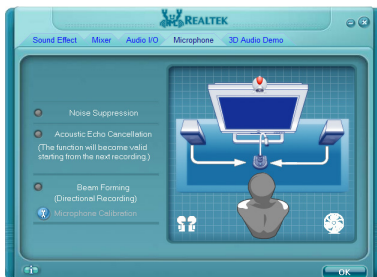 REALTEK
Sound Effect Mixer Audio I/O Microphone 3D Audio Demo
Noise Suppression
Acoustic Echo Cancellation
(The function will become valid
starting from the next recording.)
Beam Forming
(Directional Recording)
Microphone Calibration
OK